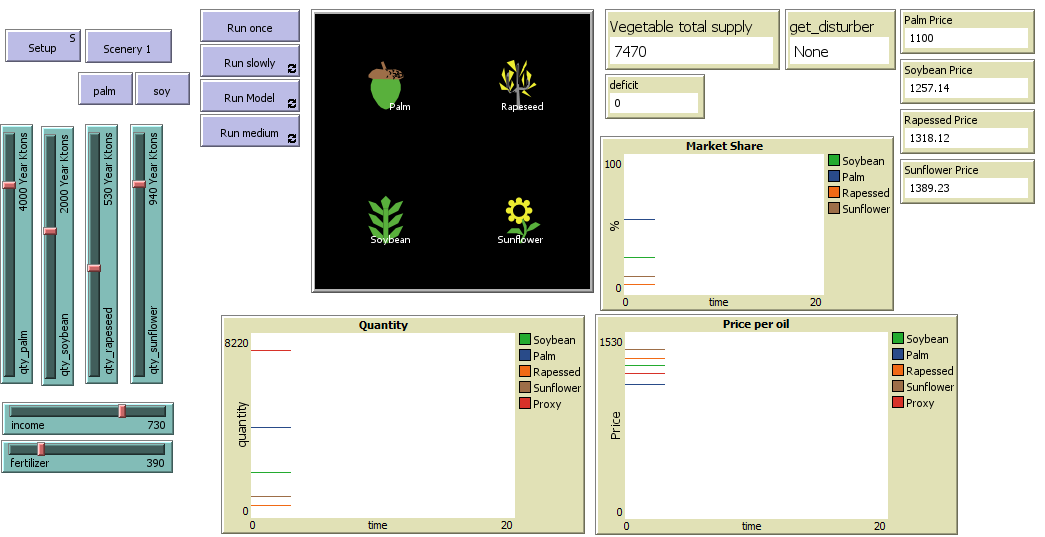 Setup
S
Scenery 1
palm
soy
Run once
Run slowly
Run Model
Run medium
4000 Year Ktons
qty_palm
2000 Year Ktons
qty_soybean
530 Year Ktons
qty_rapeseed
940 Year Ktons
qty_sunflower
income
730
fertilizer
390
Palm
Rapeseed
Soybean
Sunflower
Vegetable total supply
7470
get_disturber
None
deficit
0
Palm Price
1100
Soybean Price
1257.14
Rapessed Price
1318.12
Sunflower Price
1389.23
Market Share
100
%
0
0
time
20
Soybean
Palm
Rapessed
Sunflower
Quantity
8220
quantity
0
0
time
20
Soybean
Palm
Rapessed
Sunflower
Proxy
Price per oil
1530
Price
0
0
time
20
Soybean
Palm
Rapessed
Sunflower
Proxy